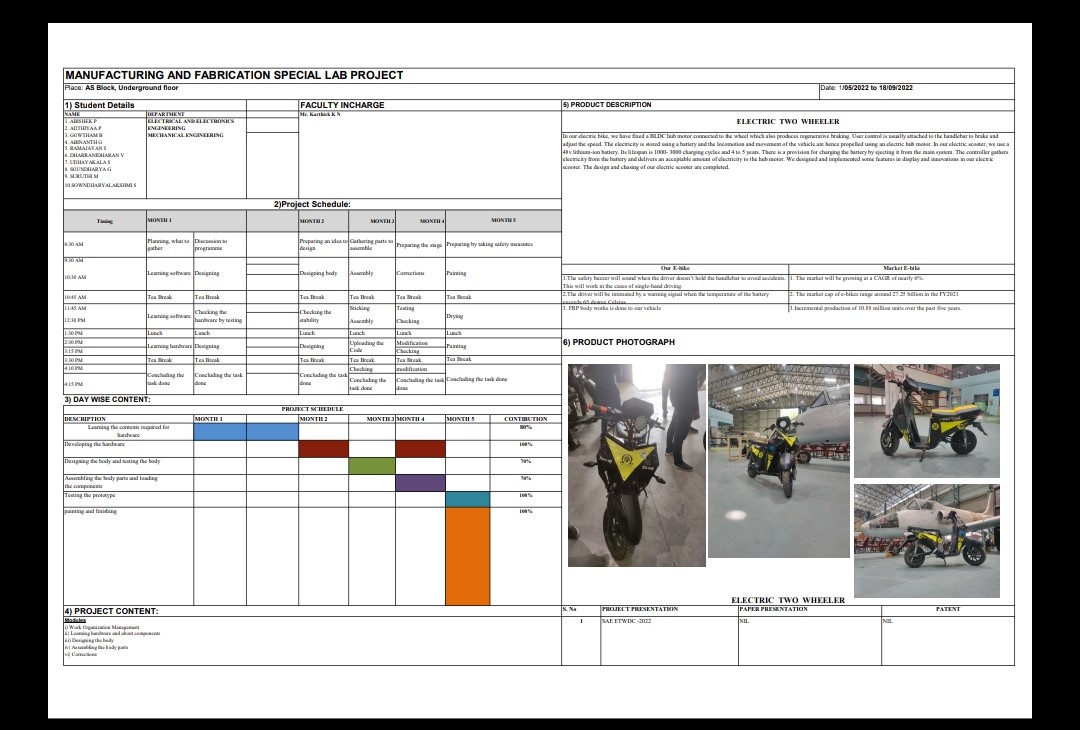 MANUFACTURING AND FABRICATION SPECIAL LAB PROJECT
Place: AS Block, Underground floor
Date: 1/05/2022 to 18/09/2022
1) Student Details
FACULTY INCHARGE
NAME DEPARTMENT
Mr. Karthick K N
1. ABISHEK P
2. ADTHIYAA P
3. GOWTHAM B
4. ABINANTH G
5. RAMAJAYAN S
6. DHARRANIDHARAN V
7. UDHAYAKALA S
8. SOUNDHARYA G
9. SURUTHI M
10.SOWNDHARYALAKSHMI S
ELECTRICAL AND ELECTRONICS
ENGINEERING
MECHANICAL ENGINEERING
2)Project Schedule:
Timing MONTH 1 MONTH 2 MONTH 3 MONTH 4 MONTH 5
8:30 AM
Planning, what to gather
Discussion to programme
Preparing an idea to design
Gathering parts to assemble
Preparing the stage
Preparing by taking safety measures
9:30 AM
10:30 AM
Learning software Designing Designing body Assembly Corrections Painting
10:45 AM Tea Break Tea Break Tea Break Tea Break Tea Break Tea Break
11:45 AM
12:30 PM
Learning software
Checking the hardware by testing
Checking the stability
Sticking
Assembly
Testing
Checking
Drying
1:30 PM Lunch Lunch Lunch Lunch Lunch Lunch
2:30 PM
3:15 PM
Learning hardware Designing Designing
Uploading the Code
Modification
Checking
Painting
3:30 PM Tea Break Tea Break Tea Break Tea Break Tea Break Tea Break
4:10 PM
4:15 PM
Concluding the task done
Concluding the task done
Concluding the task done
Checking
Concluding the task done
modification
Concluding the task done
Concluding the task done
3) DAY WISE CONTENT:
PROJECT SCHEDULE
DESCRIPTION MONTH 1 MONTH 2 MONTH 3 MONTH 4 MONTH 5 CONTIBUTION
Learning the contents required for
hardware
80%
Developing the hardware 100%
Designing the body and testing the body 70%
Assembling the body parts and loading
the components
70%
Testing the prototype 100%
painting and finishing 100%
4) PROJECT CONTENT:
Modules
i) Work Organization Management
ii) Learning hardware and about components
iii) Designing the body
iv) Assembling the body parts
vi) Corrections
5) PRODUCT DESCRIPTION
ELECTRIC TWO WHEELER
In our electric bike, we have fixed a BLDC hub motor connected to the wheel which also produces regenerative braking. User control is usually attached to the handlebar to brake and
adjust the speed. The electricity is stored using a battery and the locomotion and movement of the vehicle are hence propelled using an electric hub motor. In our electric scooter, we use a
48v lithium-ion battery. Its lifespan is 1000- 3000 charging cycles and 4 to 5 years. There is a provision for charging the battery by ejecting it from the main system. The controller gathers
electricity from the battery and delivers an acceptable amount of electricity to the hub motor. We designed and implemented some features in display and innovations in our electric
scooter. The design and chasing of our electric scooter are completed.
Our E-bike Market E-bike
1.The safety buzzer will sound when the driver doesn't hold the handlebar to avoid accidents.
This will work in the cases of single-hand driving.
1. The market will be growing at a CAGR of nearly 6%.
2.The driver will be intimated by a warning signal when the temperature of the battery
exceeds 65 degree Celsius
2. The market cap of e-bikes range around 27.25 billion in the FY2021
3. FRP body works is done to our vehicle
3.Incremental production of 10.88 million units over the past five years.
6) PRODUCT PHOTOGRAPH
ELECTRIC TWO WHEELER
S. No PROJECT PRESENTATION PAPER PRESENTATION PATENT
1 SAE ETWDC -2022 NIL NIL